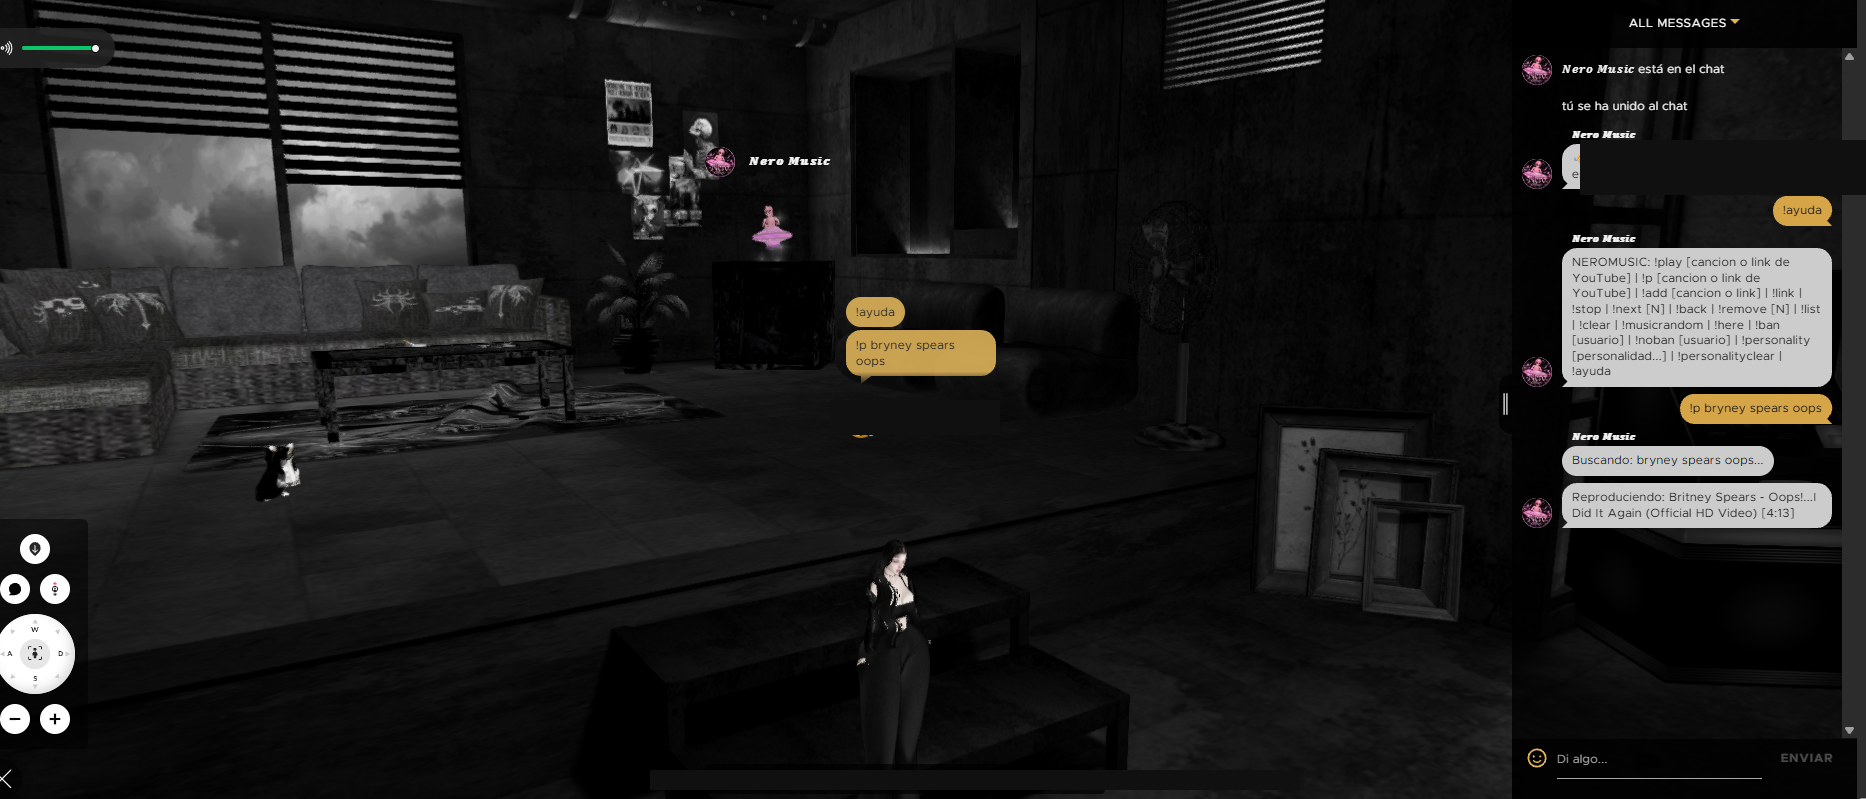 ALL MESSAGES
Nero Music está en el chat
tú se ha unido al chat
Nero Music
e
!ayuda
Nero Music
NEROMUSIC: !play [cancion o link de
YouTube] | !p [cancion o link de
YouTube] | !add [cancion o link] | !link |
!stop | !next [N] | !back | !remove [N] | !list
| !clear | !musicrandom | !here | !ban
[usuario] | !noban [usuario] | !personality
[personalidad...] | !personalityclear |
!ayuda
!p bryney spears oops
Nero Music
Buscando: bryney spears oops...
Reproduciendo: Britney Spears - Oops!...I
Did It Again (Official HD Video) [4:13]
Di algo...
ENVIAR
Nero Music
!ayuda
!p bryney spears
oops
W
A
D
S